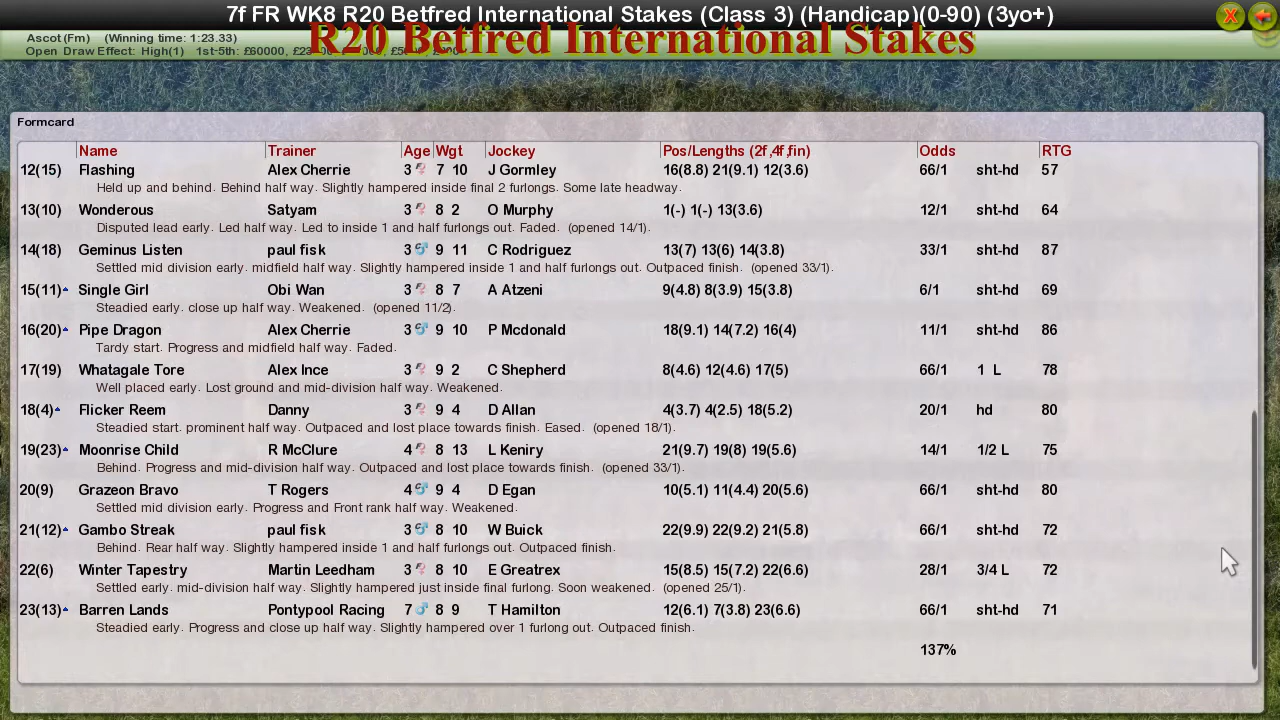 7f FR WK8 R20 Betfred International Stakes (Class 3) (Handicap)(0-90) (3yo+)
R20 Betfred International Stakes
Ascot(Fm) (Winning time: 1:23.33)
Open Draw Effect: High(1) 1st-5th: £60000,
Formcard
Name Trainer Age Wgt Jockey Pos/Lengths (2f,4f,fin) Odds RTG
12(15) Flashing Alex Cherrie 3 7 10 J Gormley 16(8.8) 21(9.1) 12(3.6) 66/1 sht-hd 57
Held up and behind. Behind half way. Slightly hampered inside final 2 furlongs. Some late headway.
13(10) Wonderous Satyam 3 8 2 O Murphy 1(-) 1(-) 13(3.6) 12/1 sht-hd 64
Disputed lead early. Led half way. Led to inside 1 and half furlongs out. Faded. (opened 14/1).
14(18) Geminus Listen paul fisk 3 9 11 C Rodriguez 13(7) 13(6) 14(3.8) 33/1 sht-hd 87
Settled mid division early. midfield half way. Slightly hampered inside 1 and half furlongs out. Outpaced finish. (opened 33/1).
15(11) Single Girl Obi Wan 3 8 7 A Atzeni 9(4.8) 8(3.9) 15(3.8) 6/1 sht-hd 69
Steadied early. close up half way. Weakened. (opened 11/2).
16(20) Pipe Dragon Alex Cherrie 3 9 10 P Mcdonald 18(9.1) 14(7.2) 16(4) 11/1 sht-hd 86
Tardy start. Progress and midfield half way. Faded.
17(19) Whatagale Tore Alex Ince 3 9 2 C Shepherd 8(4.6) 12(4.6) 17(5) 66/1 1 L 78
Well placed early. Lost ground and mid-division half way. Weakened.
18(4) Flicker Reem Danny 3 9 4 D Allan 4(3.7) 4(2.5) 18(5.2) 20/1 hd 80
Steadied start. prominent half way. Outpaced and lost place towards finish. Eased. (opened 18/1).
19(23) Moonrise Child R McClure 4 8 13 L Keniry 21(9.7) 19(8) 19(5.6) 14/1 1/2 L 75
Behind. Progress and mid-division half way. Outpaced and lost place towards finish. (opened 33/1).
20(9) Grazeon Bravo T Rogers 4 9 4 D Egan 10(5.1) 11(4.4) 20(5.6) 66/1 sht-hd 80
Settled mid division early. Progress and Front rank half way. Weakened.
21(12) Gambo Streak paul fisk 3 8 10 W Buick 22(9.9) 22(9.2) 21(5.8) 66/1 sht-hd 72
Behind. Rear half way. Slightly hampered inside 1 and half furlongs out. Outpaced finish.
22(6) Winter Tapestry Martin Leedham 3 8 10 E Greatrex 15(8.5) 15(7.2) 22(6.6) 28/1 3/4 L 72
Settled early. mid-division half way. Slightly hampered just inside final furlong. Soon weakened. (opened 25/1).
23(13) Barren Lands Pontypool Racing 7 8 9 T Hamilton 12(6.1) 7(3.8) 23(6.6) 66/1 sht-hd 71
Steadied early. Progress and close up half way. Slightly hampered over 1 furlong out. Outpaced finish.
137%